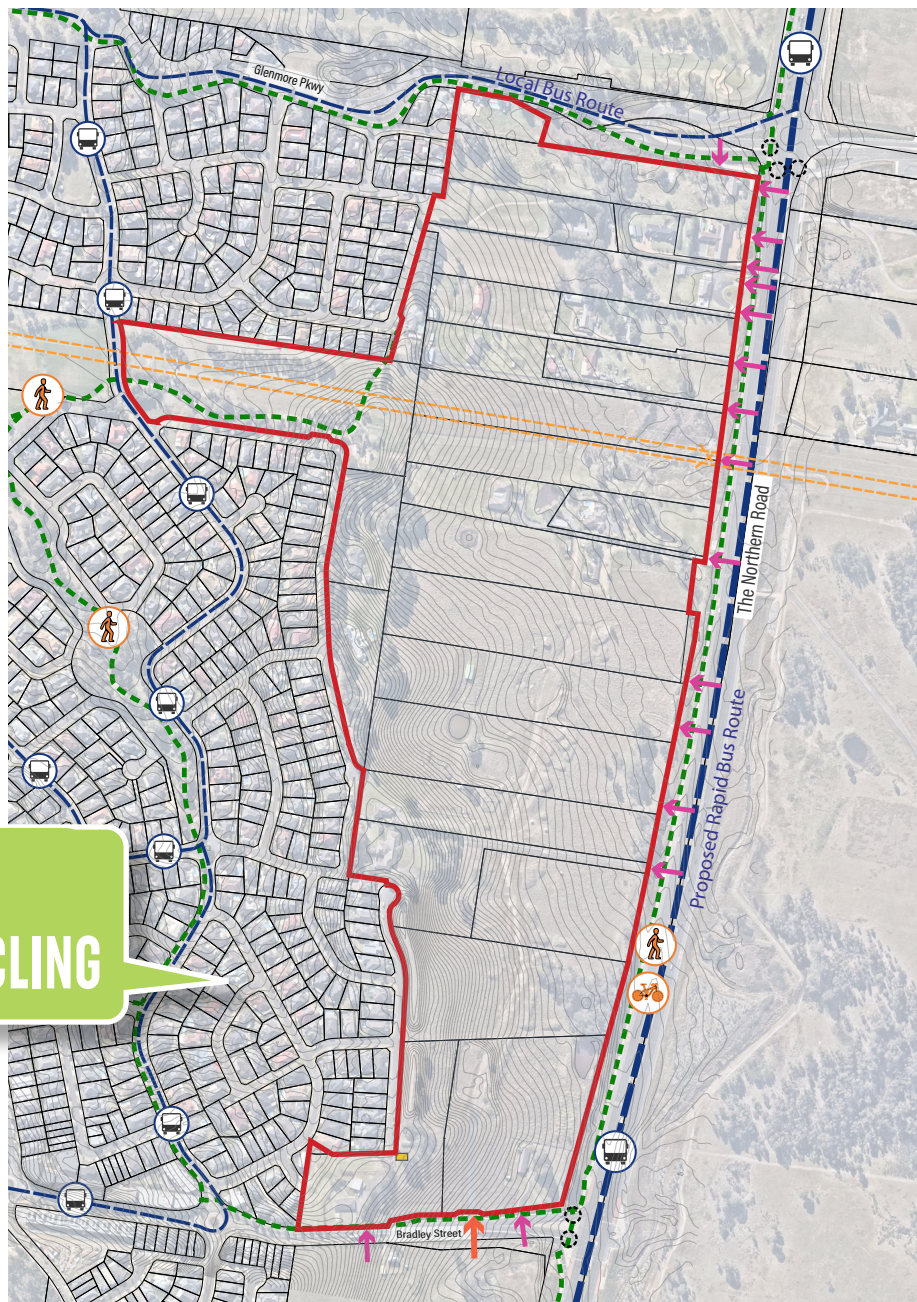 Glenmore Pkwy
Local Bus Route
The Northern Road
Proposed Rapid Bus Route
CLING
Bradley Street